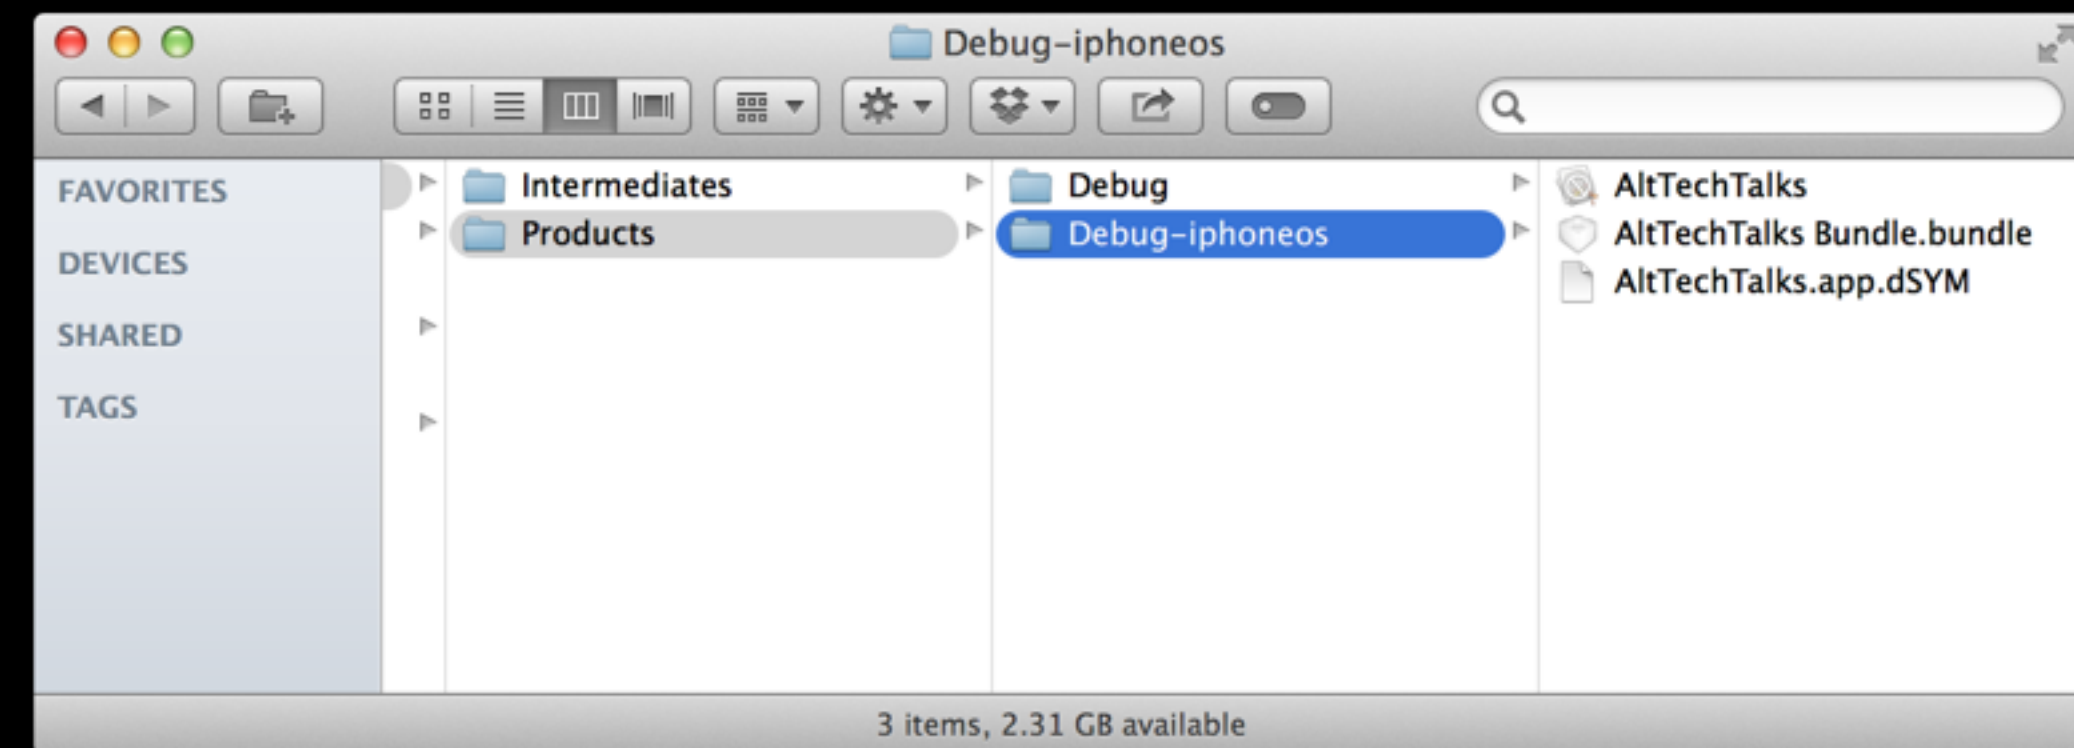 Debug-iphoneos
FAVORITES
DEVICES
SHARED
TAGS
Intermediates
Products
Debug
Debug-iphoneos
AltTechTalks
AltTechTalks Bundle.bundle
AltTechTalks.app.dSYM
3 items, 2.31 GB available